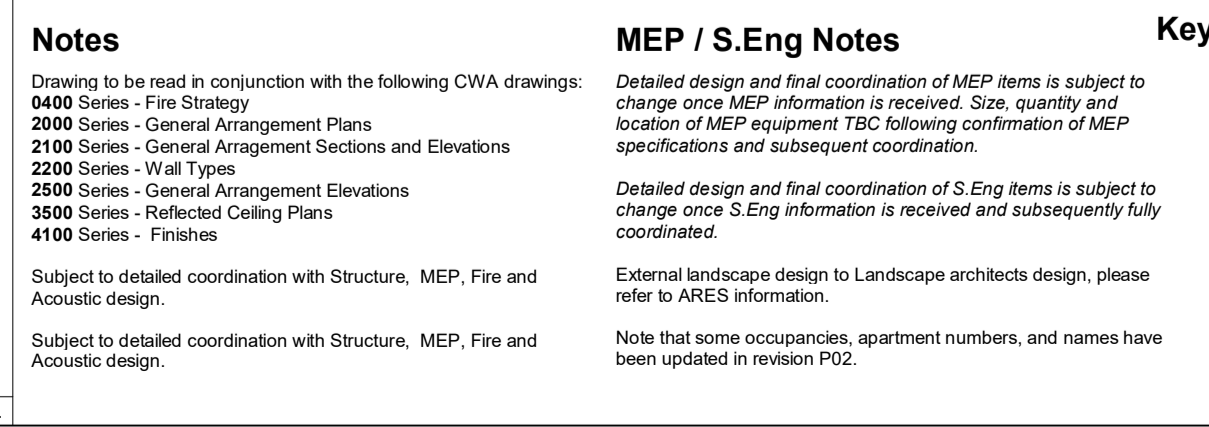 Notes
Drawing to be read in conjunction with the following CWA drawings:
0400 Series - Fire Strategy
2000 Series - General Arrangement Plans
2100 Series - General Arragement Sections and Elevations
2200 Series - Wall Types
2500 Series - General Arrangement Elevations
3500 Series - Reflected Ceiling Plans
4100 Series -  Finishes
Subject to detailed coordination with Structure,  MEP, Fire and
Acoustic design.
Subject to detailed coordination with Structure,  MEP, Fire and
Acoustic design.
MEP / S.Eng Notes
Detailed design and final coordination of MEP items is subject to
change once MEP information is received. Size, quantity and
location of MEP equipment TBC following confirmation of MEP
specifications and subsequent coordination.
Detailed design and final coordination of S.Eng items is subject to
change once S.Eng information is received and subsequently fully
coordinated.
External landscape design to Landscape architects design, please
refer to ARES information.
Note that some occupancies, apartment numbers, and names have
been updated in revision P02.
Key